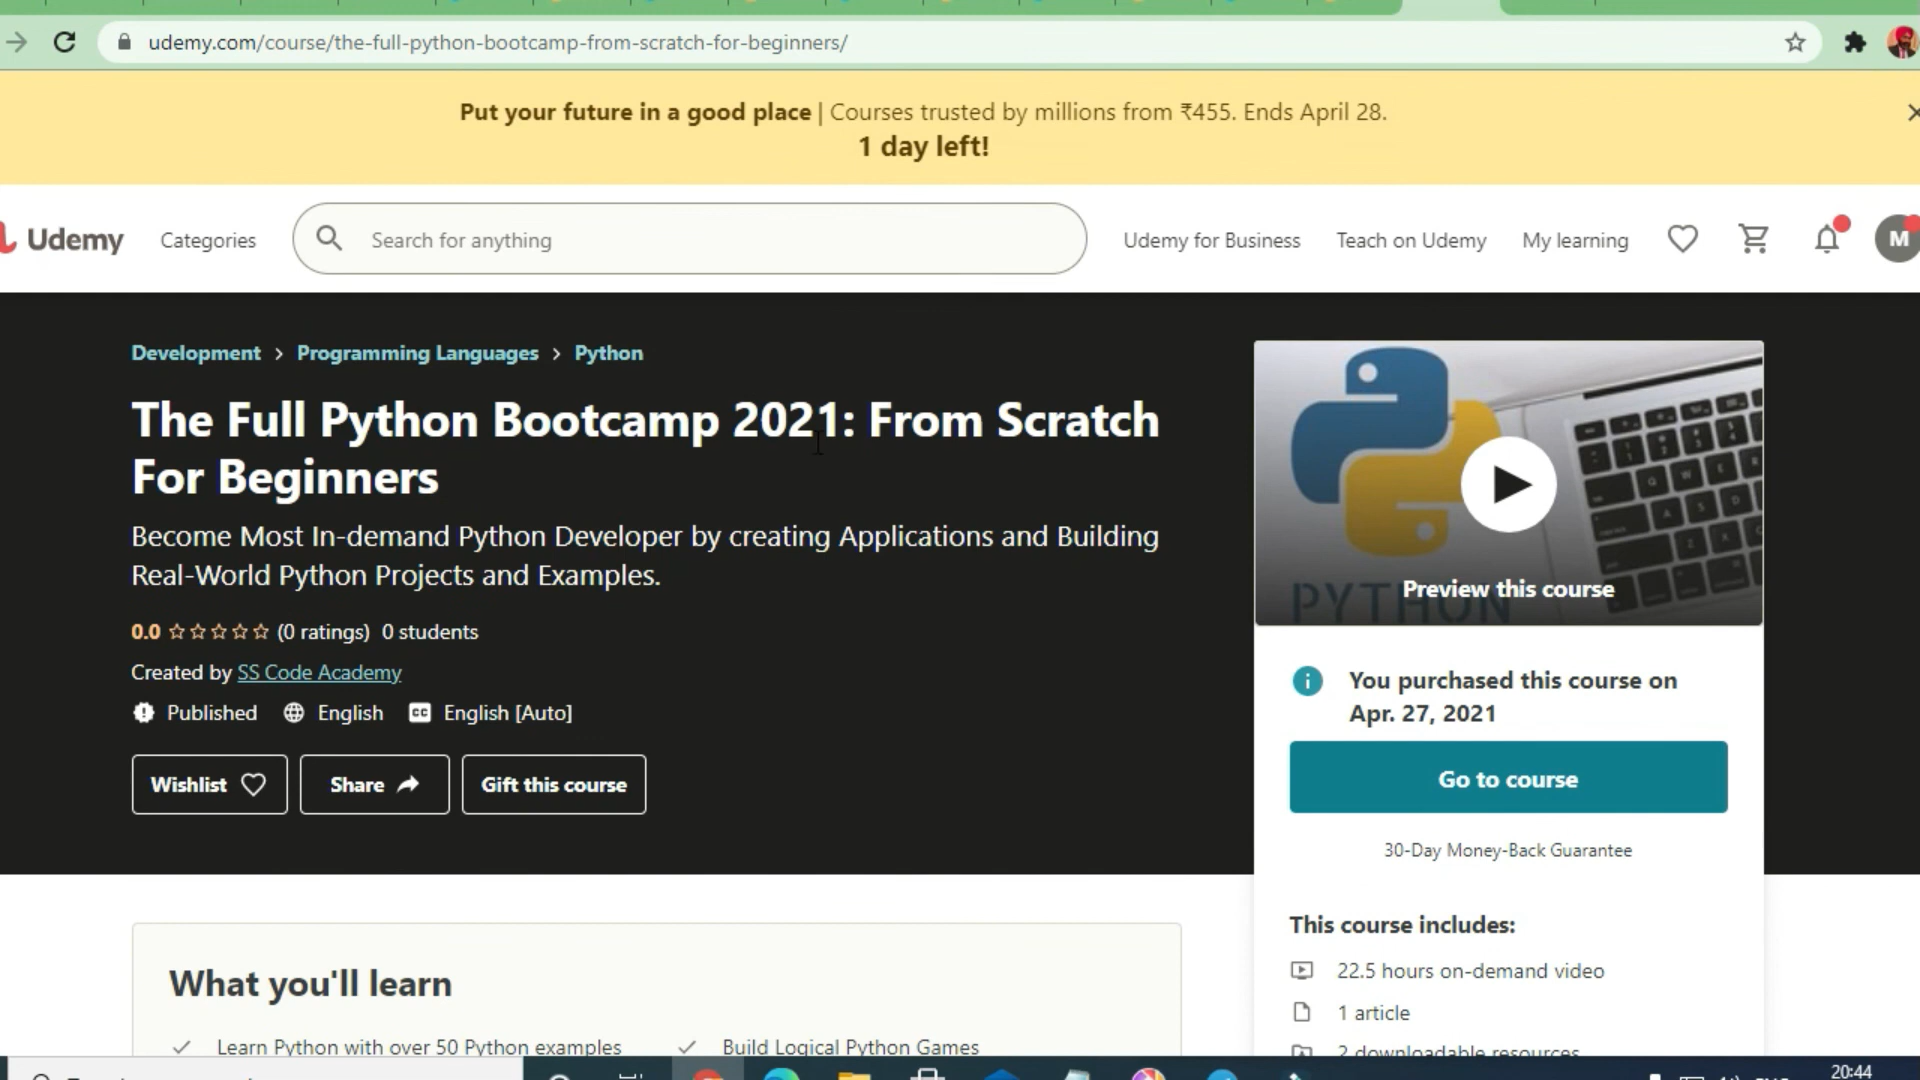 udemy.com/course/the-full-python-bootcamp-from-scratch-for-beginners/
Put your future in a good place | Courses trusted by millions from ₹455. Ends April 28.
1 day left!
Udemy
Categories
Search for anything
Udemy for Business
Teach on Udemy
My learning
M
Development > Programming Languages > Python
The Full Python Bootcamp 2021: From Scratch
For Beginners
Become Most In-demand Python Developer by creating Applications and Building
Real-World Python Projects and Examples.
0.0 (0 ratings) 0 students
Created by SS Code Academy
Published English CC English [Auto]
Wishlist Share Gift this course
PYTHON
Preview this course
You purchased this course on
Apr. 27, 2021
Go to course
30-Day Money-Back Guarantee
This course includes:
22.5 hours on-demand video
1 article
2 downloadable resources
What you'll learn
Learn Python with over 50 Python examples
Build Logical Python Games
20:44